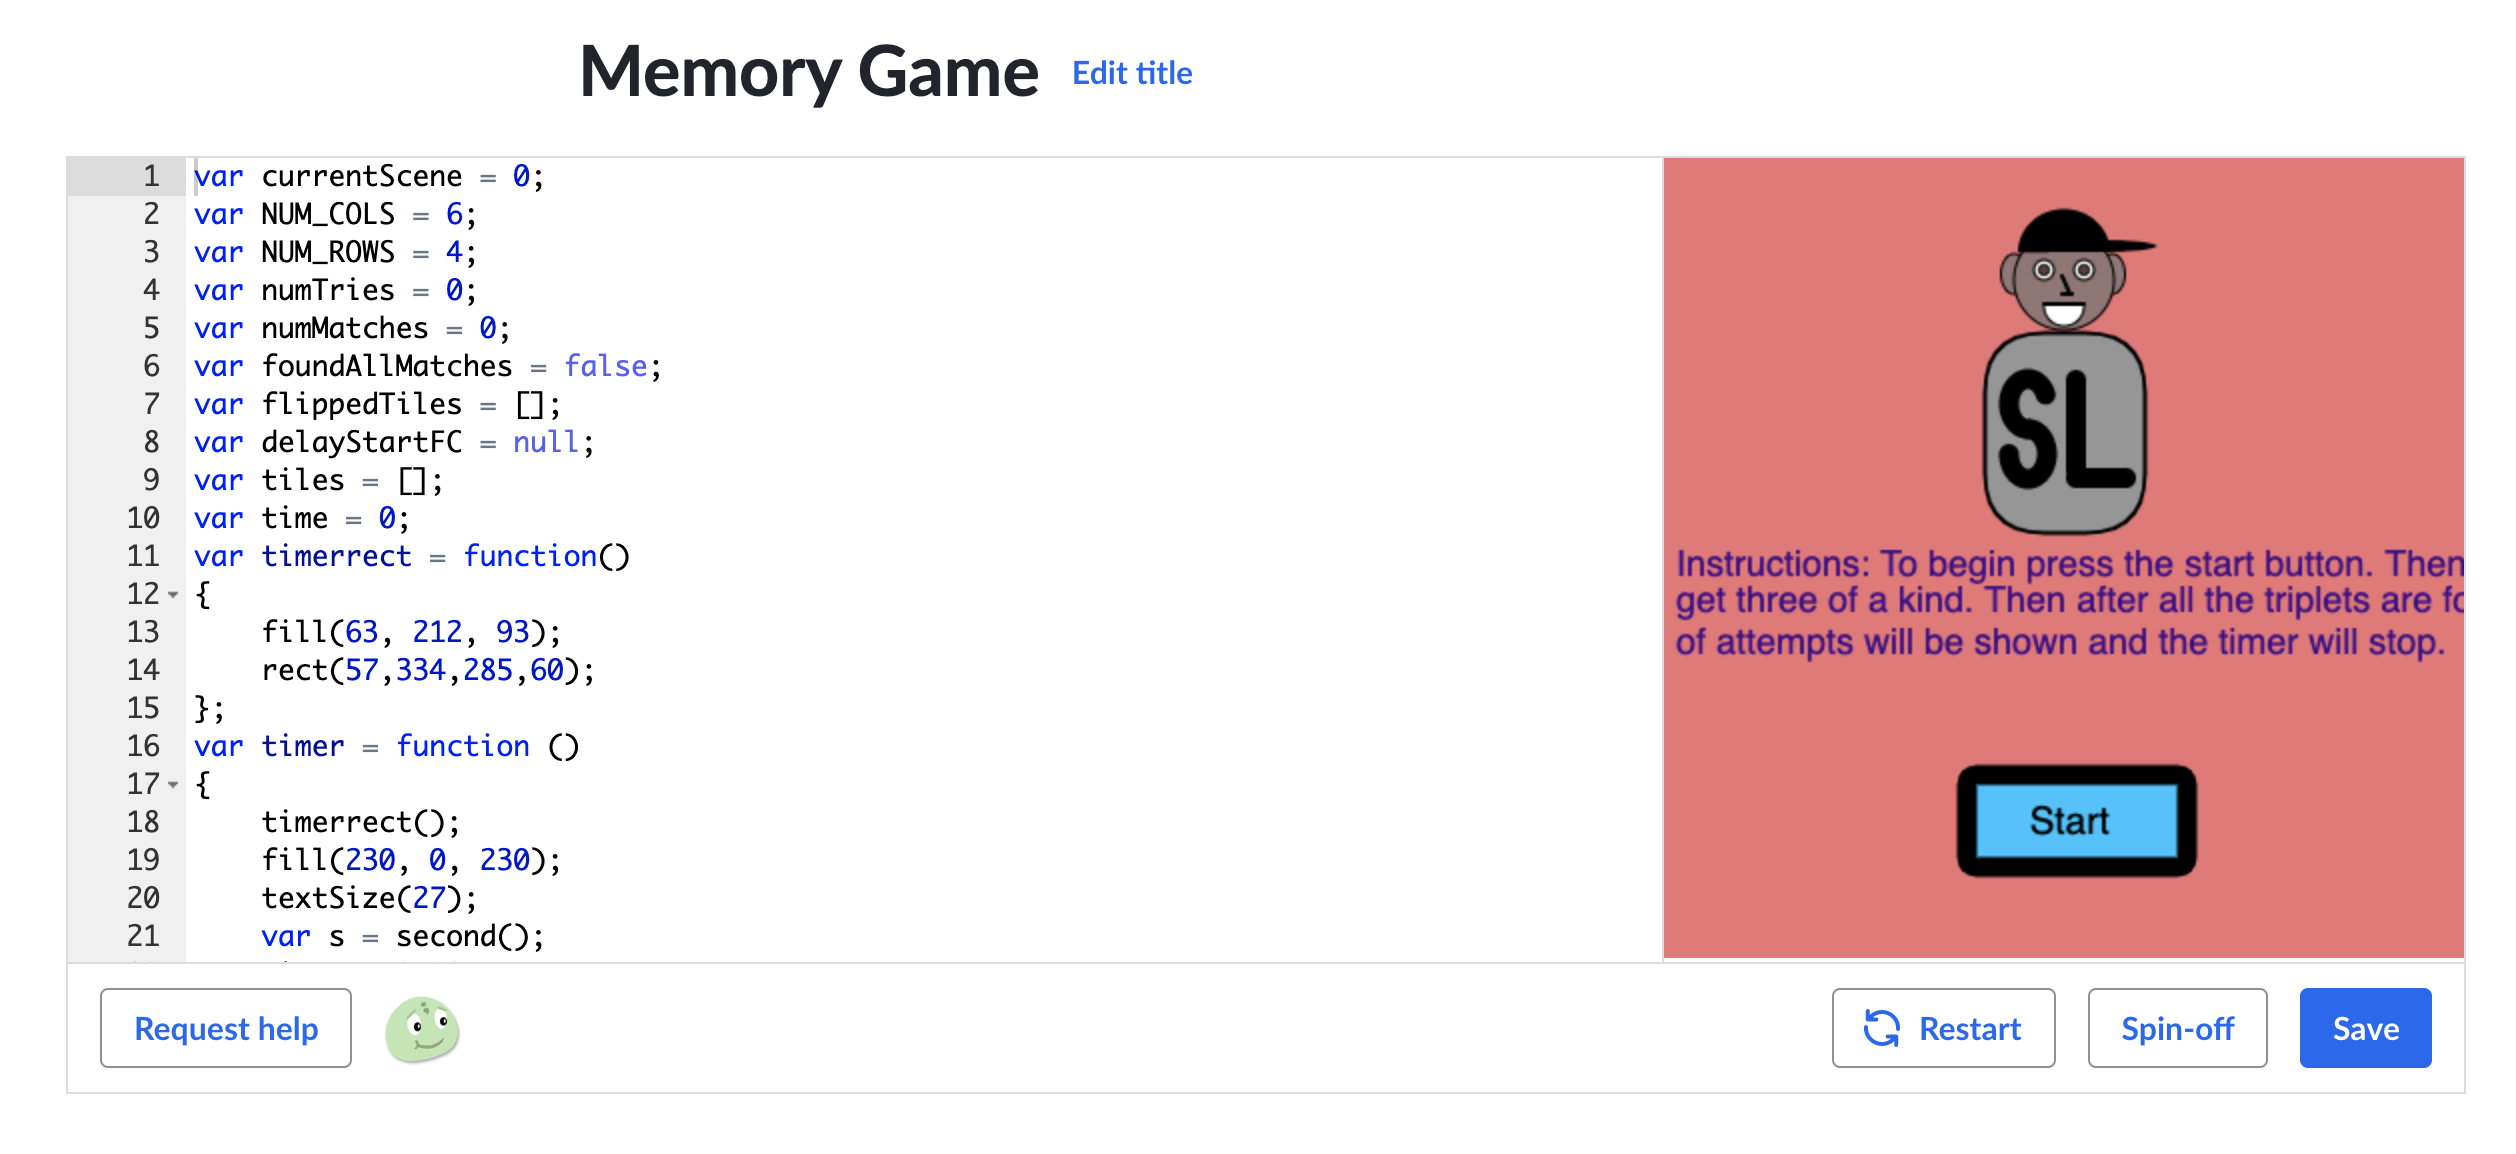 Memory Game Edit title
1 var currentScene = 0;
2 var NUM_COLS = 6;
3 var NUM_ROWS = 4;
4 var numTries = 0;
5 var numMatches = 0;
6 var foundAllMatches = false;
7 var flippedTiles = [];
8 var delayStartFC = null;
9 var tiles = [];
10 var time = 0;
11 var timerrect = function()
12 {
13 fill(63, 212, 93);
14 rect(57,334,285,60);
15 };
16 var timer = function ()
17 {
18 timerrect();
19 fill(230, 0, 230);
20 textSize(27);
21 var s = second();
SL
Instructions: To begin press the start button. Then
get three of a kind. Then after all the triplets are
of attempts will be shown and the timer will stop.
Start
Request help
Restart
Spin-off
Save